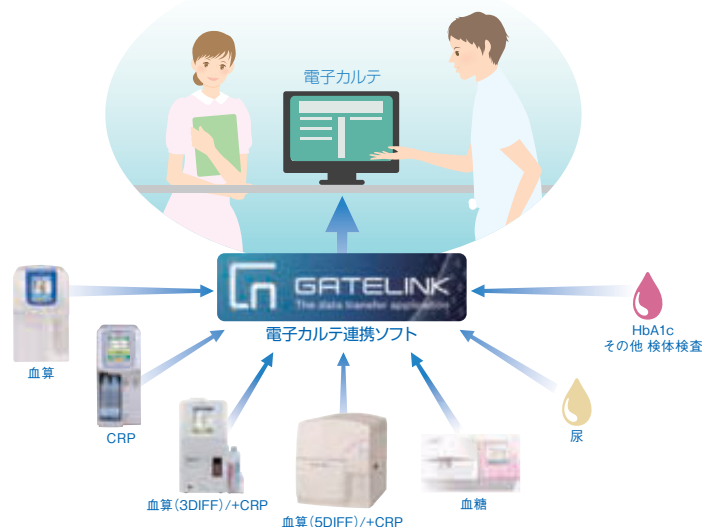 電子カルテ
GATELINK
The data transfer application
電子カルテ連携ソフト
血算
CRP
血算(3DIFF)/+CRP
血算(5DIFF)/+CRP
血糖
尿
HbA1c
その他 検体検査